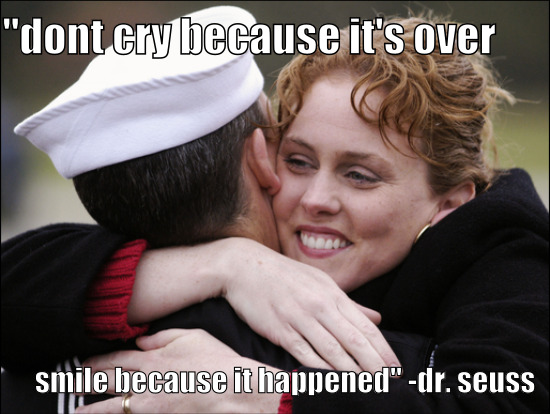 "dont cry because it's over
smile because it happened" -dr. seuss